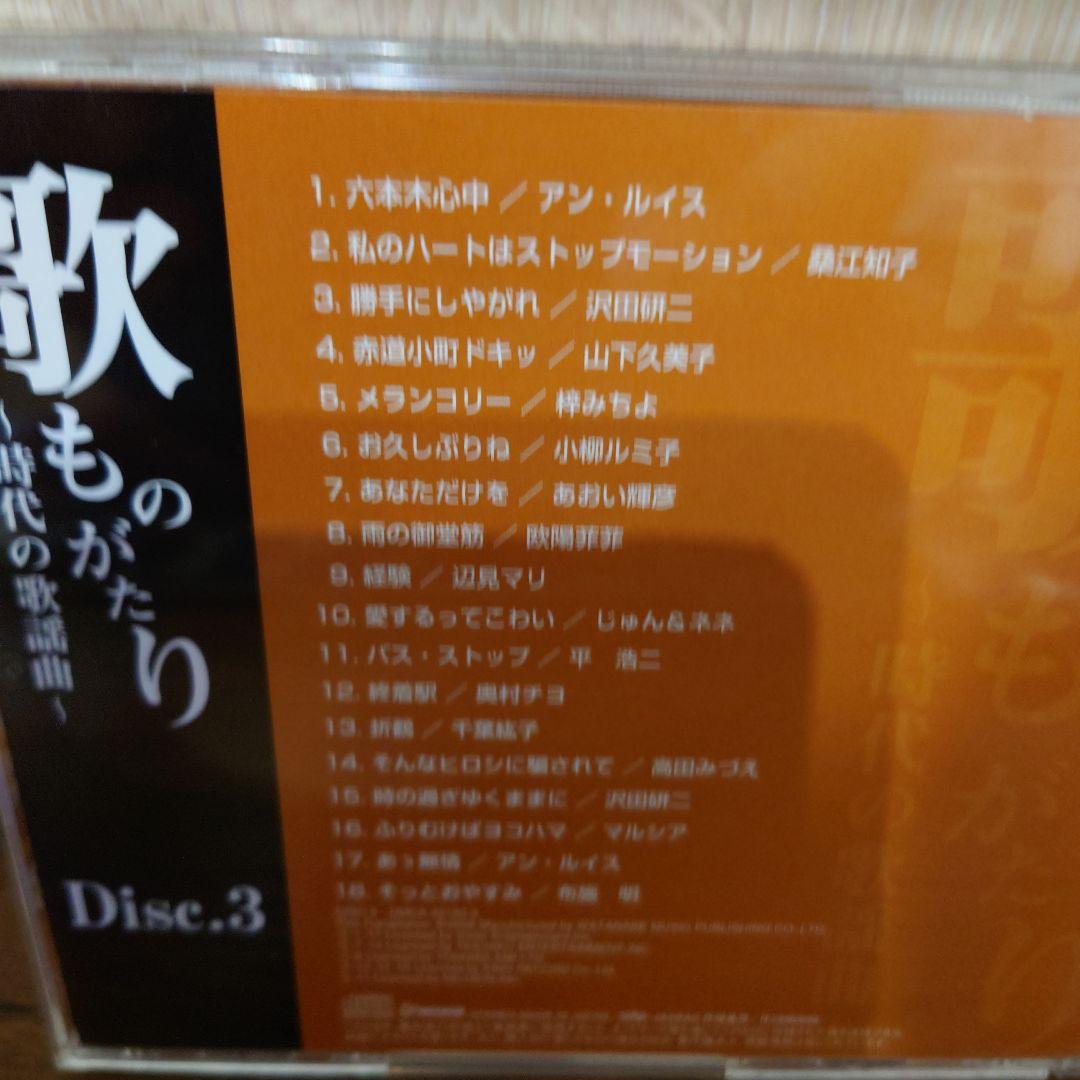 歌ものがたり
~時代の歌謡曲~
Disc.3
1. 六本木心中 / アン・ルイス
2. 私のハートはストップモーション / 桑江知子
3. 勝手にしやがれ / 沢田研二
4. 赤道小町ドキッ / 山下久美子
5. メランコリー / 梓みちよ
6. お久しぶりね / 小柳ルミ子
7. あなただけを / あおい輝彦
8. 雨の御堂筋 / 欧陽菲菲
9. 経験 / 辺見マリ
10. 愛するってこわい / じゅん&ネネ
11. バス・ストップ / 平 浩二
12. 終着駅 / 奥村チヨ
13. 折鶴 / 千葉紘子
14. そんなヒロシに騙されて / 高田みづえ
15. 時の過ぎゆくままに / 沢田研二
16. ふりむけばヨコハマ / マルシア
17. あゝ無情 / アン・ルイス
18. そっとおやすみ / 布施 明